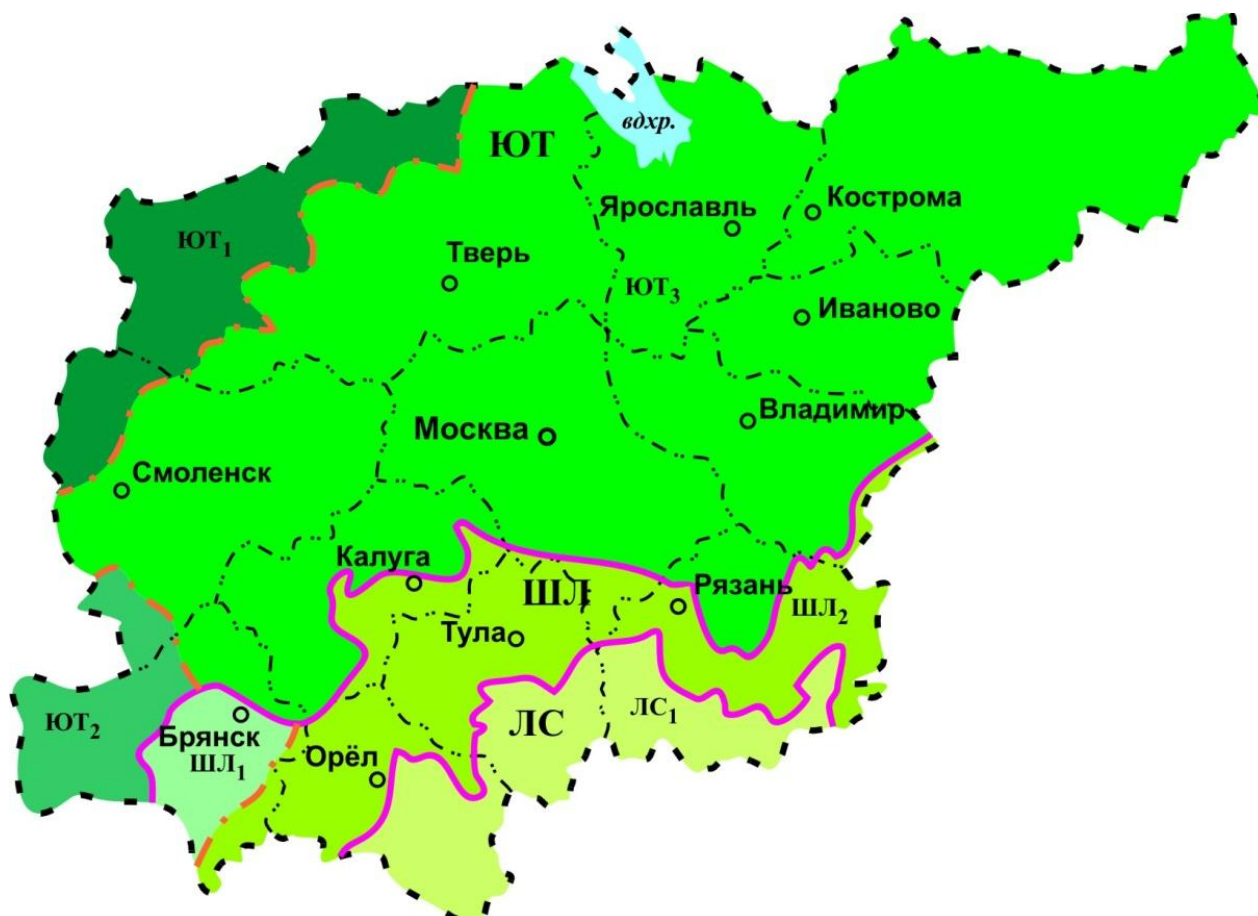 вдхр.
ЮТ
Ярославль
Кострома
ЮТ₁
Тверь
ЮТ₃
Иваново
Москва
Владимир
Смоленск
Калуга
ШЛ
Рязань
ШЛ₂
Тула
ЮТ₂
Брянск
ШЛ₁
Орёл
ЛС
ЛС₁